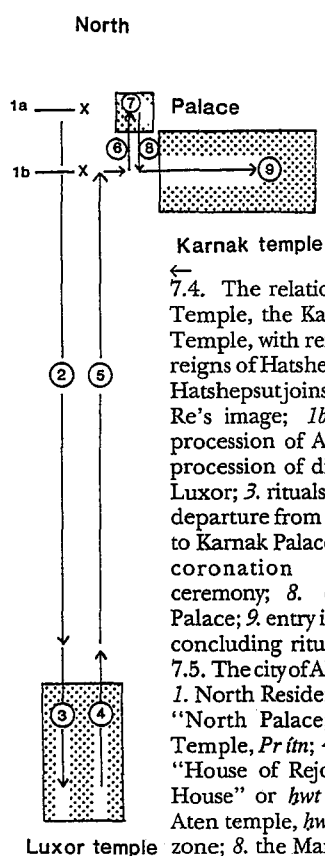 North
1a
x
7
Palace
6
8
1b
x
9
Karnak temple
←
7.4. The relatio
Temple, the Ka
Temple, with re
reigns of Hatshe
Hatshepsut joins
Re's image; 1b
procession of A
2
5
procession of di
Luxor; 3. rituals
departure from
to Karnak Palace
coronation
ceremony; 8.
Palace; 9. entry i
concluding ritu
7.5. The city of A
1. North Reside
3
4
"North Palace
Temple, Pr ỉtn; 4
"House of Rejo
House" or ḥwt
Aten temple, ḥw
Luxor temple
zone; 8. the Ma